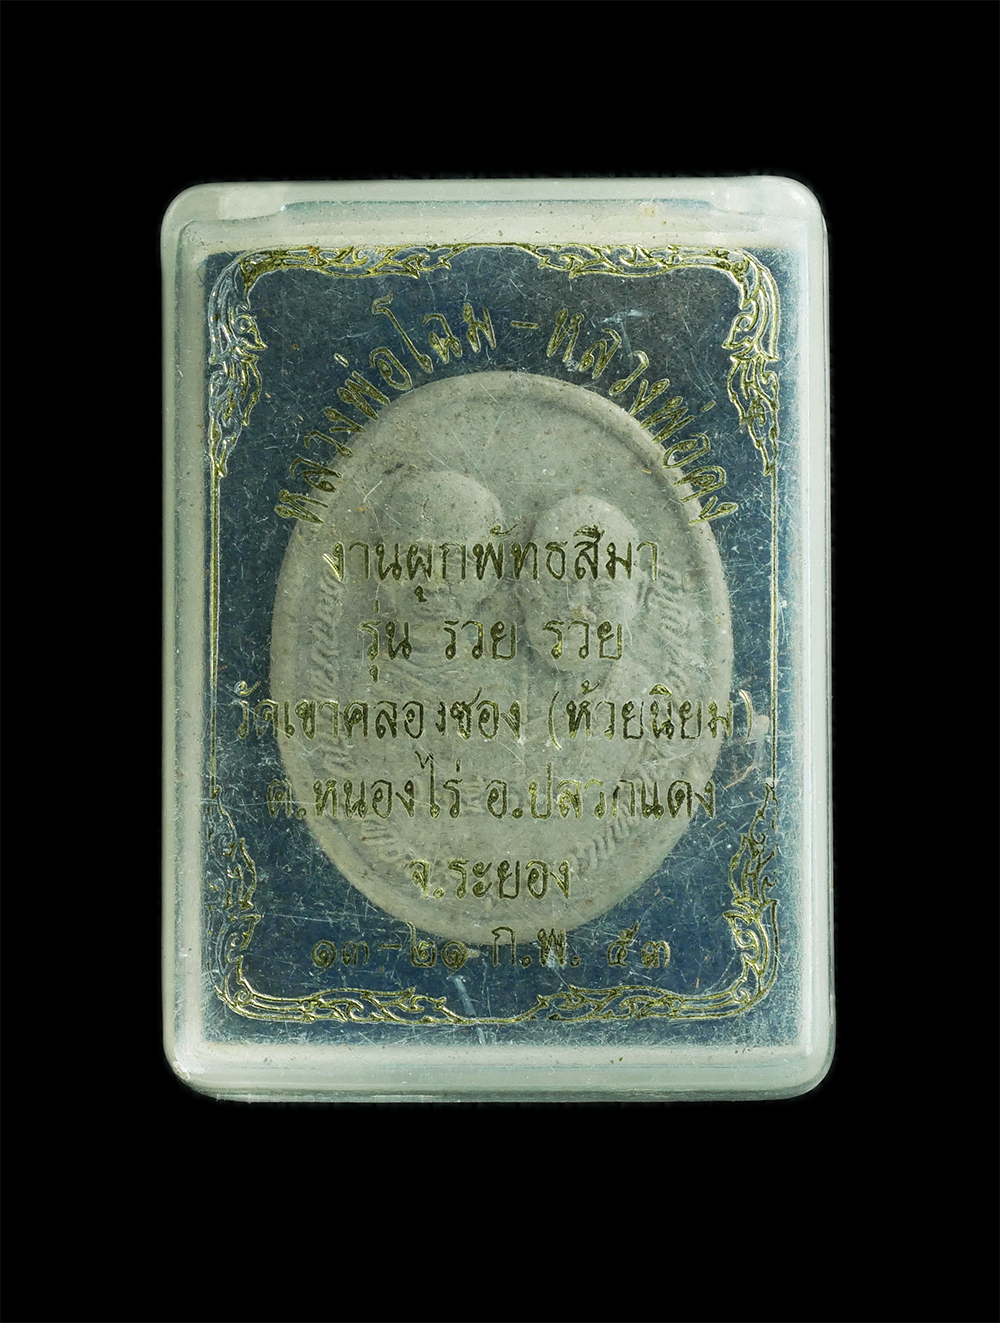 หลวงพ่อโฉม - หลวงพ่อคง
งานผูกพัทธสีมา
รุ่น รวย รวย
วัดเขาคลองซอง (ห้วยนิยม)
ต.หนองไร่ อ.ปลวกแดง
จ.ระยอง
๑๓-๒๑ ก.พ. ๕๓